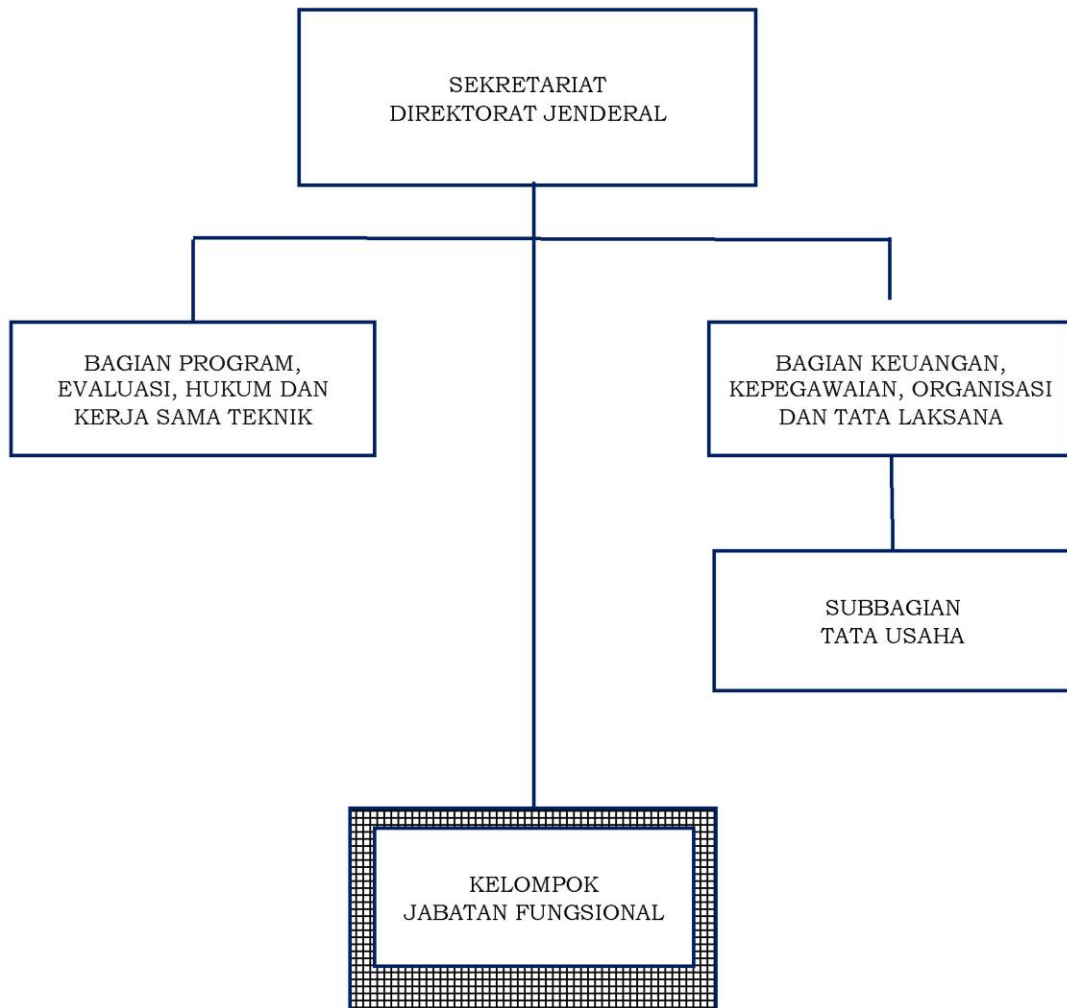 SEKRETARIAT
DIREKTORAT JENDERAL
BAGIAN PROGRAM,
EVALUASI, HUKUM DAN
KERJA SAMA TEKNIK
BAGIAN KEUANGAN,
KEPEGAWAIAN, ORGANISASI
DAN TATA LAKSANA
SUBBAGIAN
TATA USAHA
KELOMPOK
JABATAN FUNGSIONAL